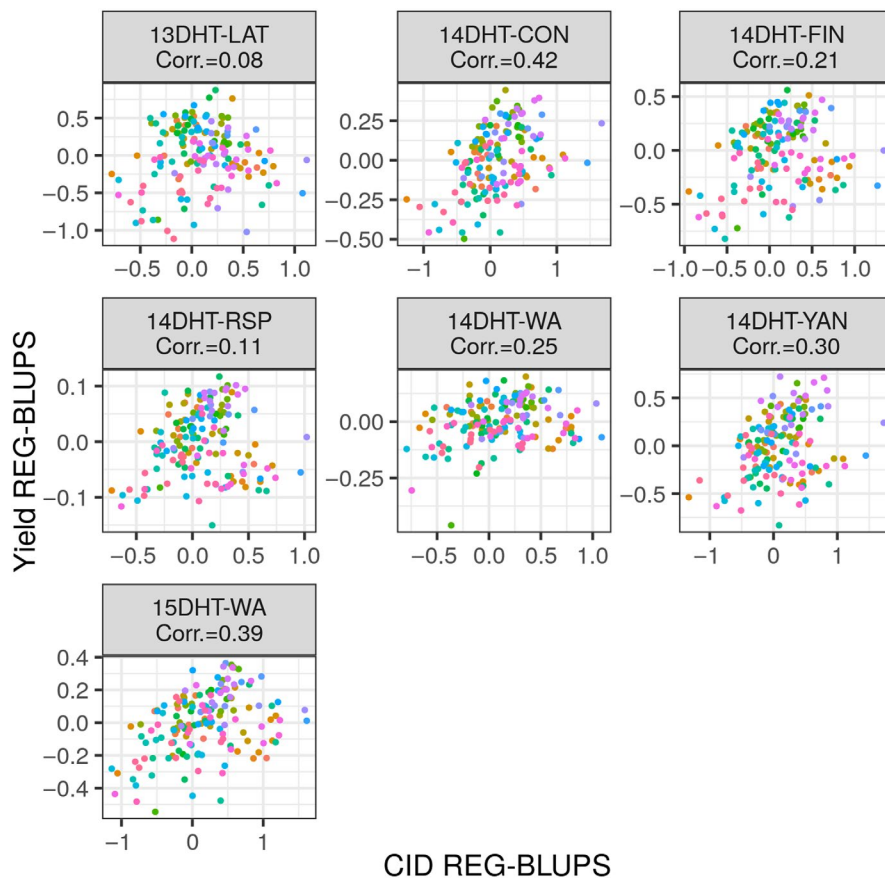 13DHT-LAT
Corr.=0.08
14DHT-CON
Corr.=0.42
14DHT-FIN
Corr.=0.21
0.5
0.0
−0.5
−1.0
−0.5 0.0 0.5 1.0
0.25
0.00
−0.25
−0.50
−1 0 1
0.5
0.0
−0.5
−1.0 −0.5 0.0 0.5 1.0
Yield REG-BLUPS
14DHT-RSP
Corr.=0.11
14DHT-WA
Corr.=0.25
14DHT-YAN
Corr.=0.30
0.1
0.0
−0.1
−0.5 0.0 0.5 1.0
0.00
−0.25
−0.5 0.0 0.5 1.0
0.5
0.0
−0.5
−1 0 1
15DHT-WA
Corr.=0.39
0.4
0.2
0.0
−0.2
−0.4
−1 0 1
CID REG-BLUPS